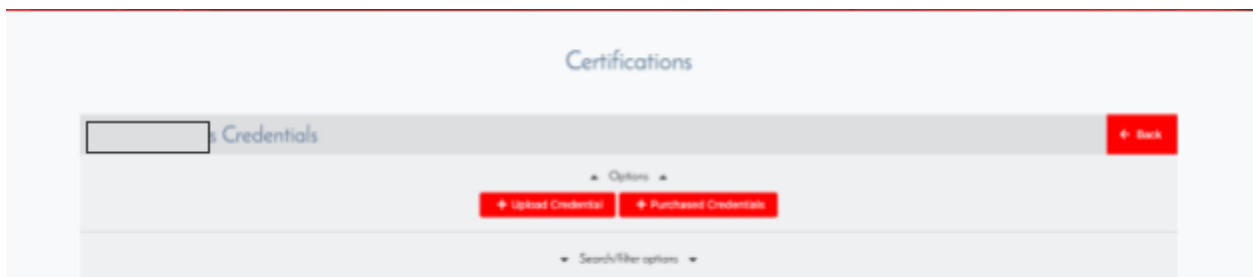 Certifications
s Credentials
← Back
▲ Options ▲
+ Upload Credential + Purchased Credentials
▼ Search/filter options ▼